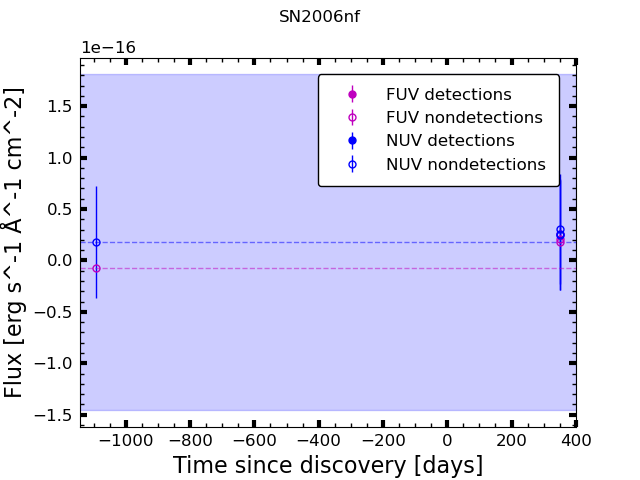 SN2006nf
1e−16
FUV detections
FUV nondetections
NUV detections
NUV nondetections
1.5
1.0
0.5
0.0
−0.5
−1.0
−1.5
Flux [erg s^-1 Å^-1 cm^-2]
−1000 −800 −600 −400 −200 0 200 400
Time since discovery [days]